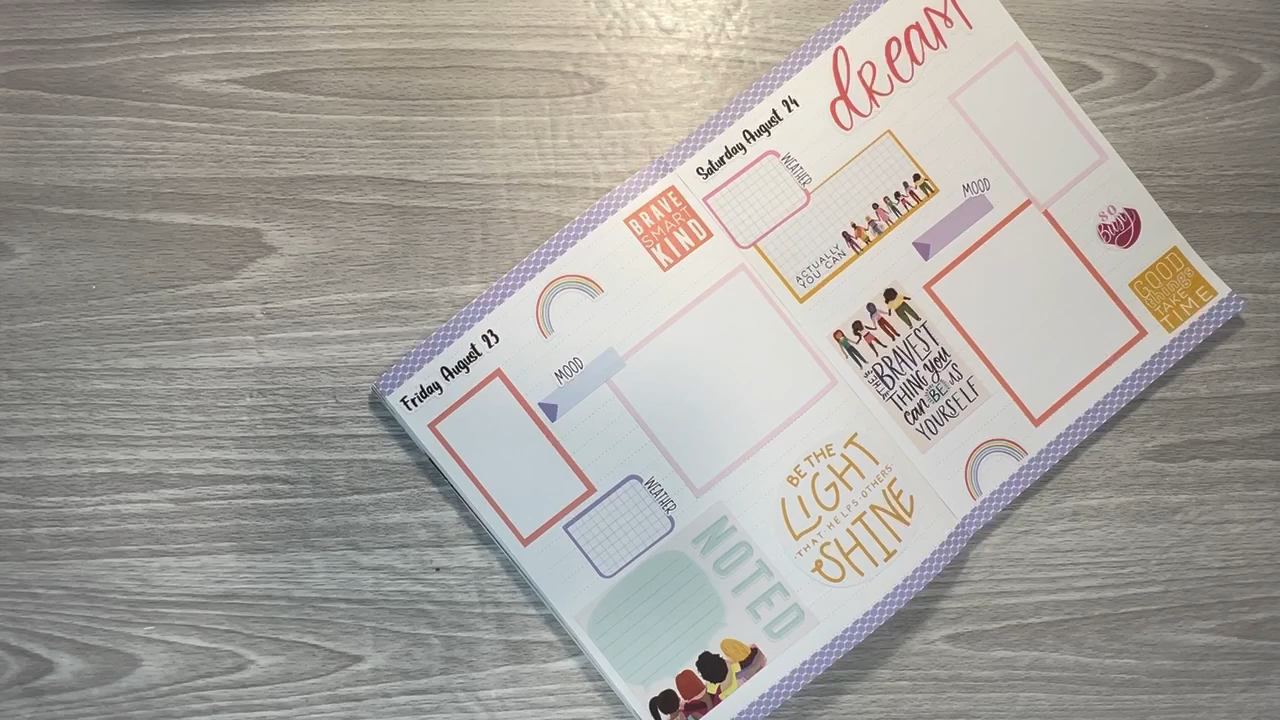 Friday August 23
BRAVE
SMART
KIND
MOOD
WEATHER
NOTED
BE THE
LIGHT
THAT HELPS OTHERS
SHINE
Saturday August 24
dream
WEATHER
ACTUALLY
YOU CAN
MOOD
SO
Busy
GOOD
things
TAKE
TIME
THE
BRAVEST
THING you
can BE is
YOURSELF